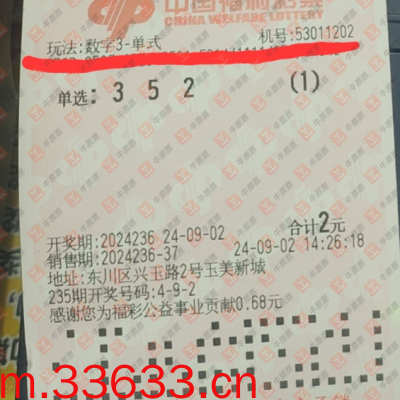 中国福利彩票
CHINA WELFARE LOTTERY
玩法:数字3-单式 机号:53011202
单选: 3 5 2 (1)
合计2元
开奖期:2024236 24-09-02
销售期:2024236-37 24-09-02 14:26:18
地址:东川区兴玉路2号玉美新城
235期开奖号码:4-9-2
感谢您为福彩公益事业贡献0.68元
m.33633.cn